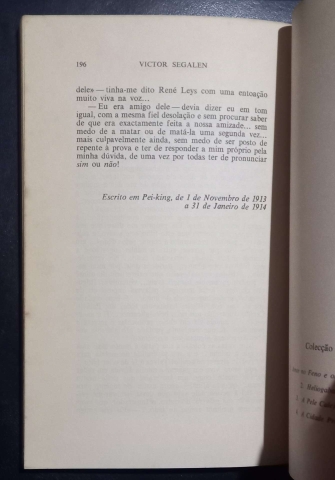 196 VICTOR SEGALEN
dele» — tinha-me dito René Leys com uma entoação
muito viva na voz...
— Eu era amigo dele — devia dizer eu em tom
igual, com a mesma fiel desolação e sem procurar saber
de que era exactamente feita a nossa amizade... sem
medo de a matar ou de matá-la uma segunda vez...
mais culpavelmente ainda, sem medo de ser posto de
repente à prova e ter de responder a mim próprio pela
minha dúvida, de uma vez por todas ter de pronunciar
sim ou não!
Escrito em Pei-king, de 1 de Novembro de 1913
a 31 de Janeiro de 1914
Colecção